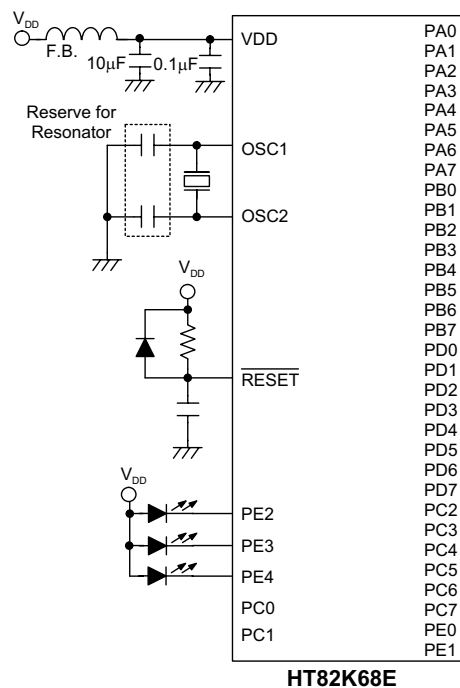 VDD
F.B.
10μF
0.1μF
VDD
Reserve for
Resonator
OSC1
OSC2
VDD
RESET
VDD
PE2
PE3
PE4
PC0
PC1
PA0
PA1
PA2
PA3
PA4
PA5
PA6
PA7
PB0
PB1
PB2
PB3
PB4
PB5
PB6
PB7
PD0
PD1
PD2
PD3
PD4
PD5
PD6
PD7
PC2
PC3
PC4
PC5
PC6
PC7
PE0
PE1
HT82K68E